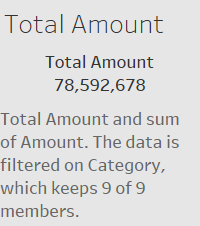 Total Amount
Total Amount
78,592,678
Total Amount and sum
of Amount. The data is
filtered on Category,
which keeps 9 of 9
members.